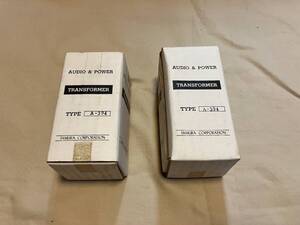 AUDIO & POWER
TRANSFORMER
TYPE A-394
TAMURA CORPORATION
AUDIO & POWER
TRANSFORMER
TYPE A-394
TAMURA CORPORATION